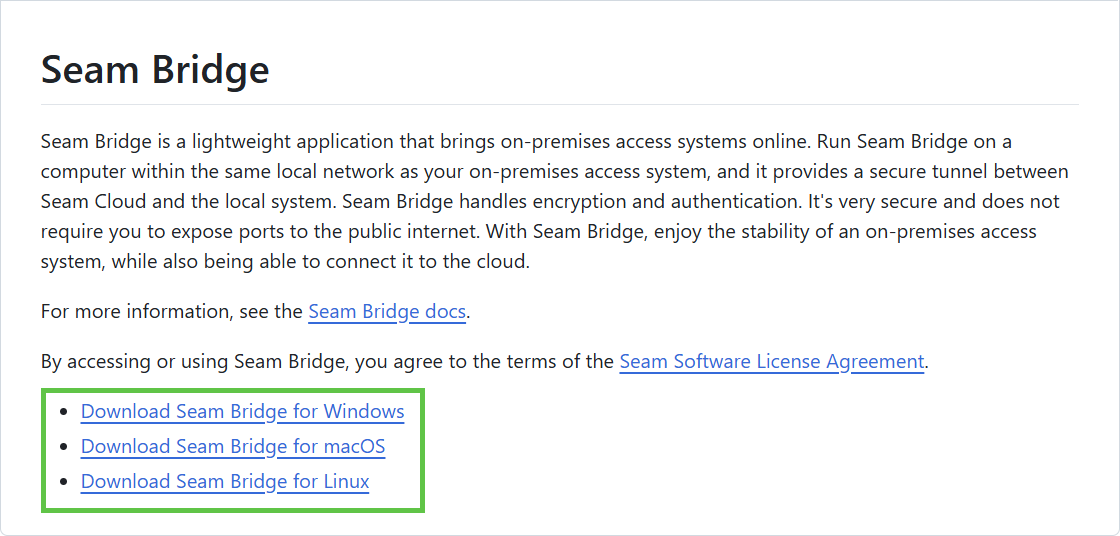 Seam Bridge
Seam Bridge is a lightweight application that brings on-premises access systems online. Run Seam Bridge on a
computer within the same local network as your on-premises access system, and it provides a secure tunnel between
Seam Cloud and the local system. Seam Bridge handles encryption and authentication. It's very secure and does not
require you to expose ports to the public internet. With Seam Bridge, enjoy the stability of an on-premises access
system, while also being able to connect it to the cloud.
For more information, see the Seam Bridge docs.
By accessing or using Seam Bridge, you agree to the terms of the Seam Software License Agreement.
• Download Seam Bridge for Windows
• Download Seam Bridge for macOS
• Download Seam Bridge for Linux